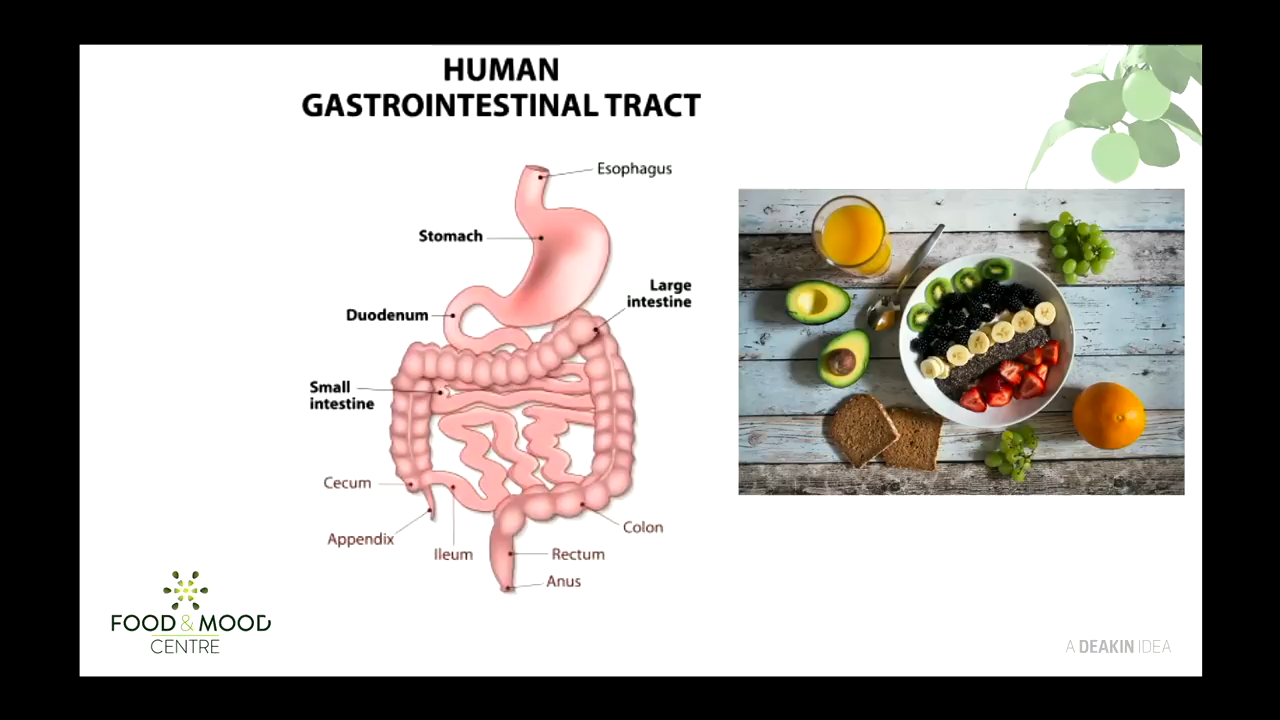 HUMAN
GASTROINTESTINAL TRACT
Esophagus
Stomach
Large
intestine
Duodenum
Small
intestine
Cecum
Colon
Appendix
Ileum
Rectum
Anus
FOOD & MOOD
CENTRE
A DEAKIN IDEA